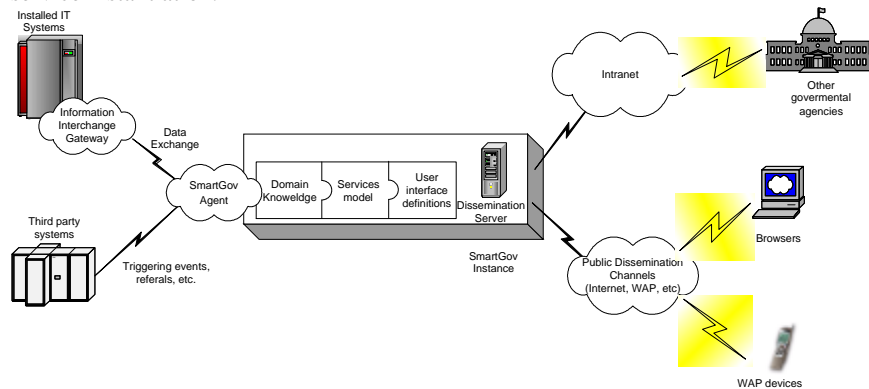 Installed IT
Systems
Information
Interchange
Gateway
Data
Exchange
SmartGov
Agent
Third party
systems
Triggering events,
referrals, etc.
Domain
Knoweldge
Services
model
User
interface
definitions
Dissemination
Server
SmartGov
Instance
Intranet
Other
govermental
agencies
Public Dissemination
Channels
(Internet, WAP, etc)
Browsers
WAP devices